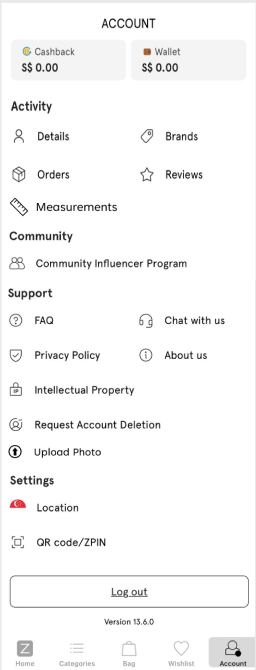 ACCOUNT
Cashback Wallet
S$ 0.00 S$ 0.00
Activity
Details Brands
Orders Reviews
Measurements
Community
Community Influencer Program
Support
FAQ Chat with us
Privacy Policy About us
IP Intellectual Property
Request Account Deletion
Upload Photo
Settings
Location
QR code/ZPIN
Log out
Version 13.6.0
Z
Home Categories Bag Wishlist Account